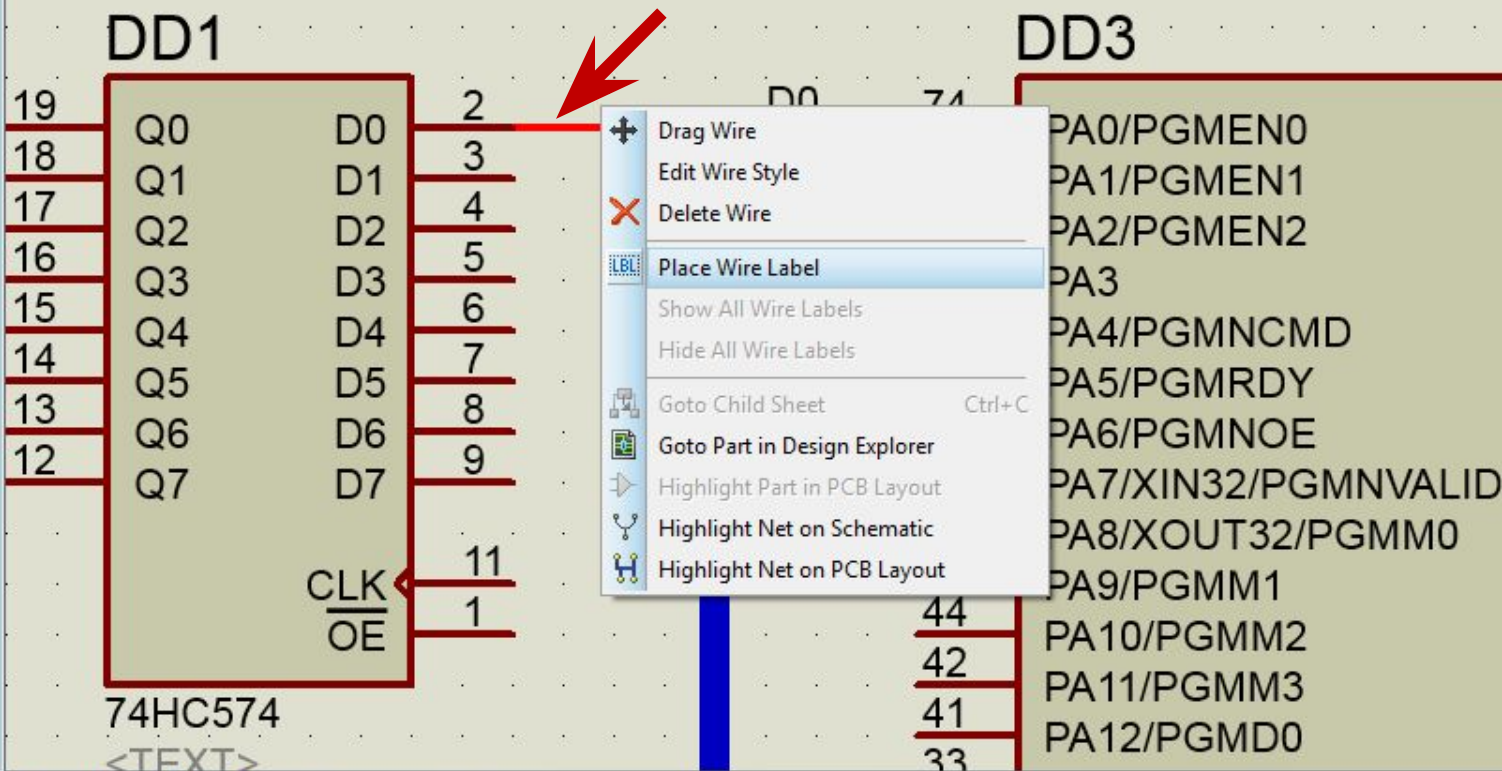 DD1
19
18
17
16
15
14
13
12
Q0
Q1
Q2
Q3
Q4
Q5
Q6
Q7
D0
D1
D2
D3
D4
D5
D6
D7
CLK
OE
2
3
4
5
6
7
8
9
11
1
74HC574
<TEXT>
D0
74
Drag Wire
Edit Wire Style
Delete Wire
LBL Place Wire Label
Show All Wire Labels
Hide All Wire Labels
Goto Child Sheet Ctrl+C
Goto Part in Design Explorer
Highlight Part in PCB Layout
Highlight Net on Schematic
Highlight Net on PCB Layout
44
42
41
33
DD3
PA0/PGMEN0
PA1/PGMEN1
PA2/PGMEN2
PA3
PA4/PGMNCMD
PA5/PGMRDY
PA6/PGMNOE
PA7/XIN32/PGMNVALID
PA8/XOUT32/PGMM0
PA9/PGMM1
PA10/PGMM2
PA11/PGMM3
PA12/PGMD0